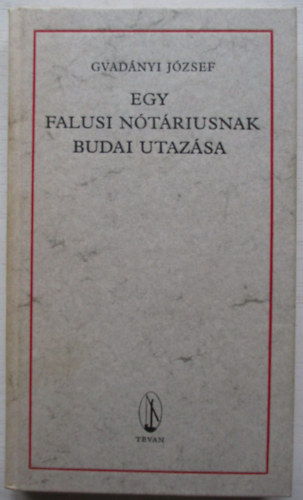 GVADÁNYI JÓZSEF
EGY
FALUSI NÓTÁRIUSNAK
BUDAI UTAZÁSA
TEVAN